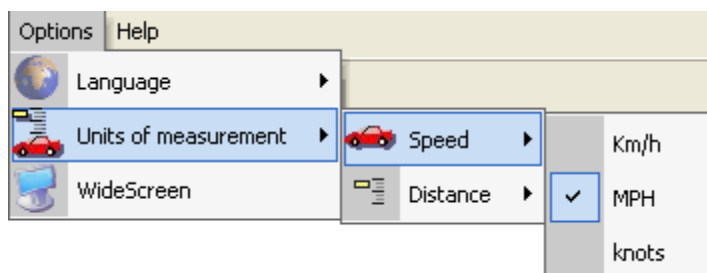 Options Help
Language
Units of measurement
Speed
Km/h
WideScreen
Distance
MPH
knots